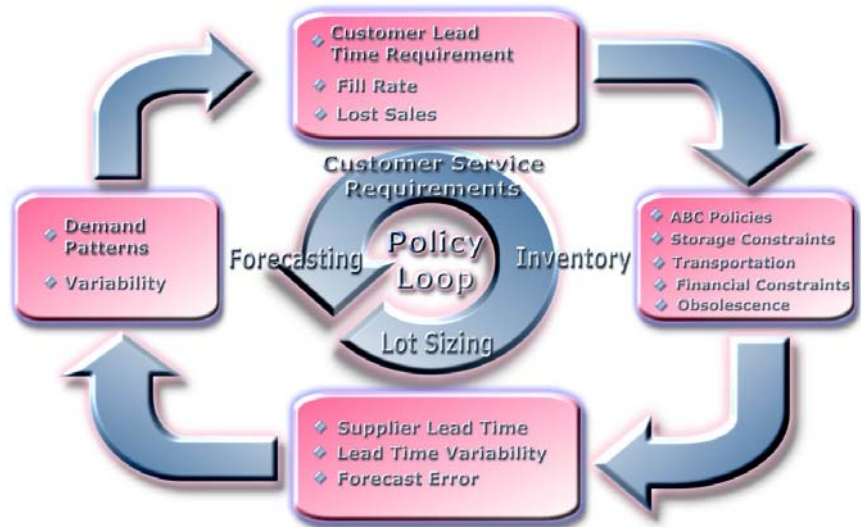 Customer Lead
Time Requirement
Fill Rate
Lost Sales
Customer Service
Requirements
Demand
Patterns
Variability
Forecasting
Policy
Loop
Inventory
ABC Policies
Storage Constraints
Transportation
Financial Constraints
Obsolescence
Lot Sizing
Supplier Lead Time
Lead Time Variability
Forecast Error